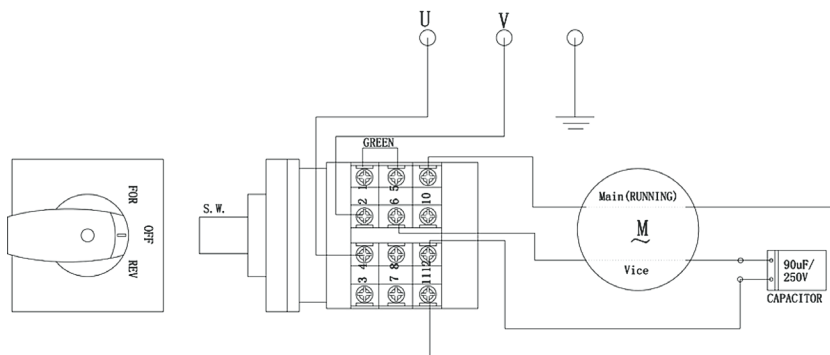 U
V
GREEN
1
5
2
6
10
S.W.
4
8
12
3
7
11
FOR
OFF
REV
Main(RUNNING)
M
~
Vice
90uF/
250V
CAPACITOR